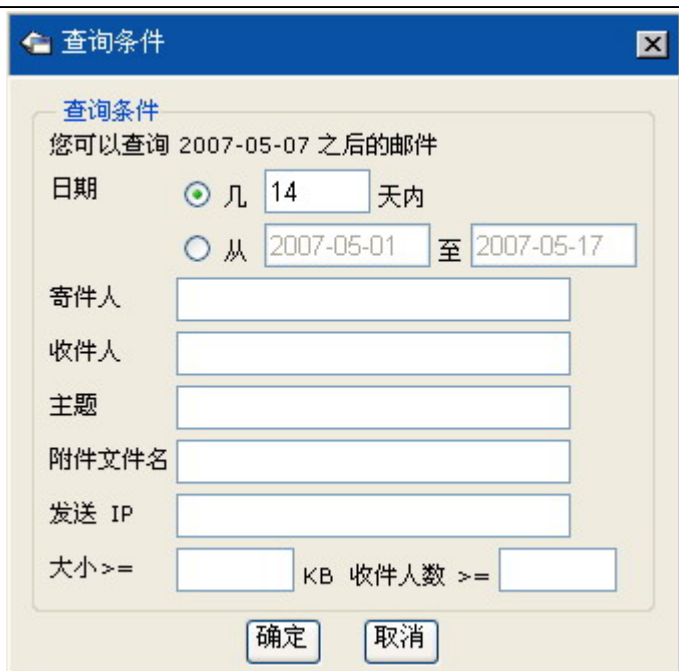 查询条件
查询条件
您可以查询 2007-05-07 之后的邮件
日期 几 14 天内
从 2007-05-01 至 2007-05-17
寄件人
收件人
主题
附件文件名
发送 IP
大小>= KB 收件人数 >=
确定 取消